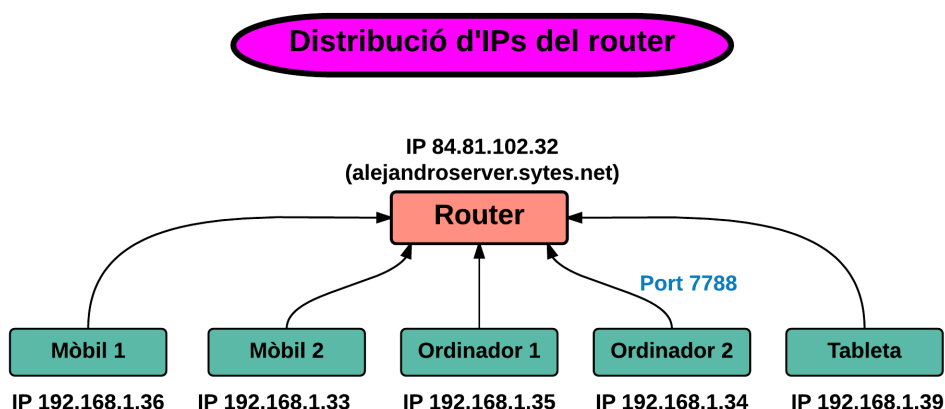 Distribució d'IPs del router
IP 84.81.102.32
(alejandroserver.sytes.net)
Router
Port 7788
Mòbil 1
Mòbil 2
Ordinador 1
Ordinador 2
Tableta
IP 192.168.1.36
IP 192.168.1.33
IP 192.168.1.35
IP 192.168.1.34
IP 192.168.1.39